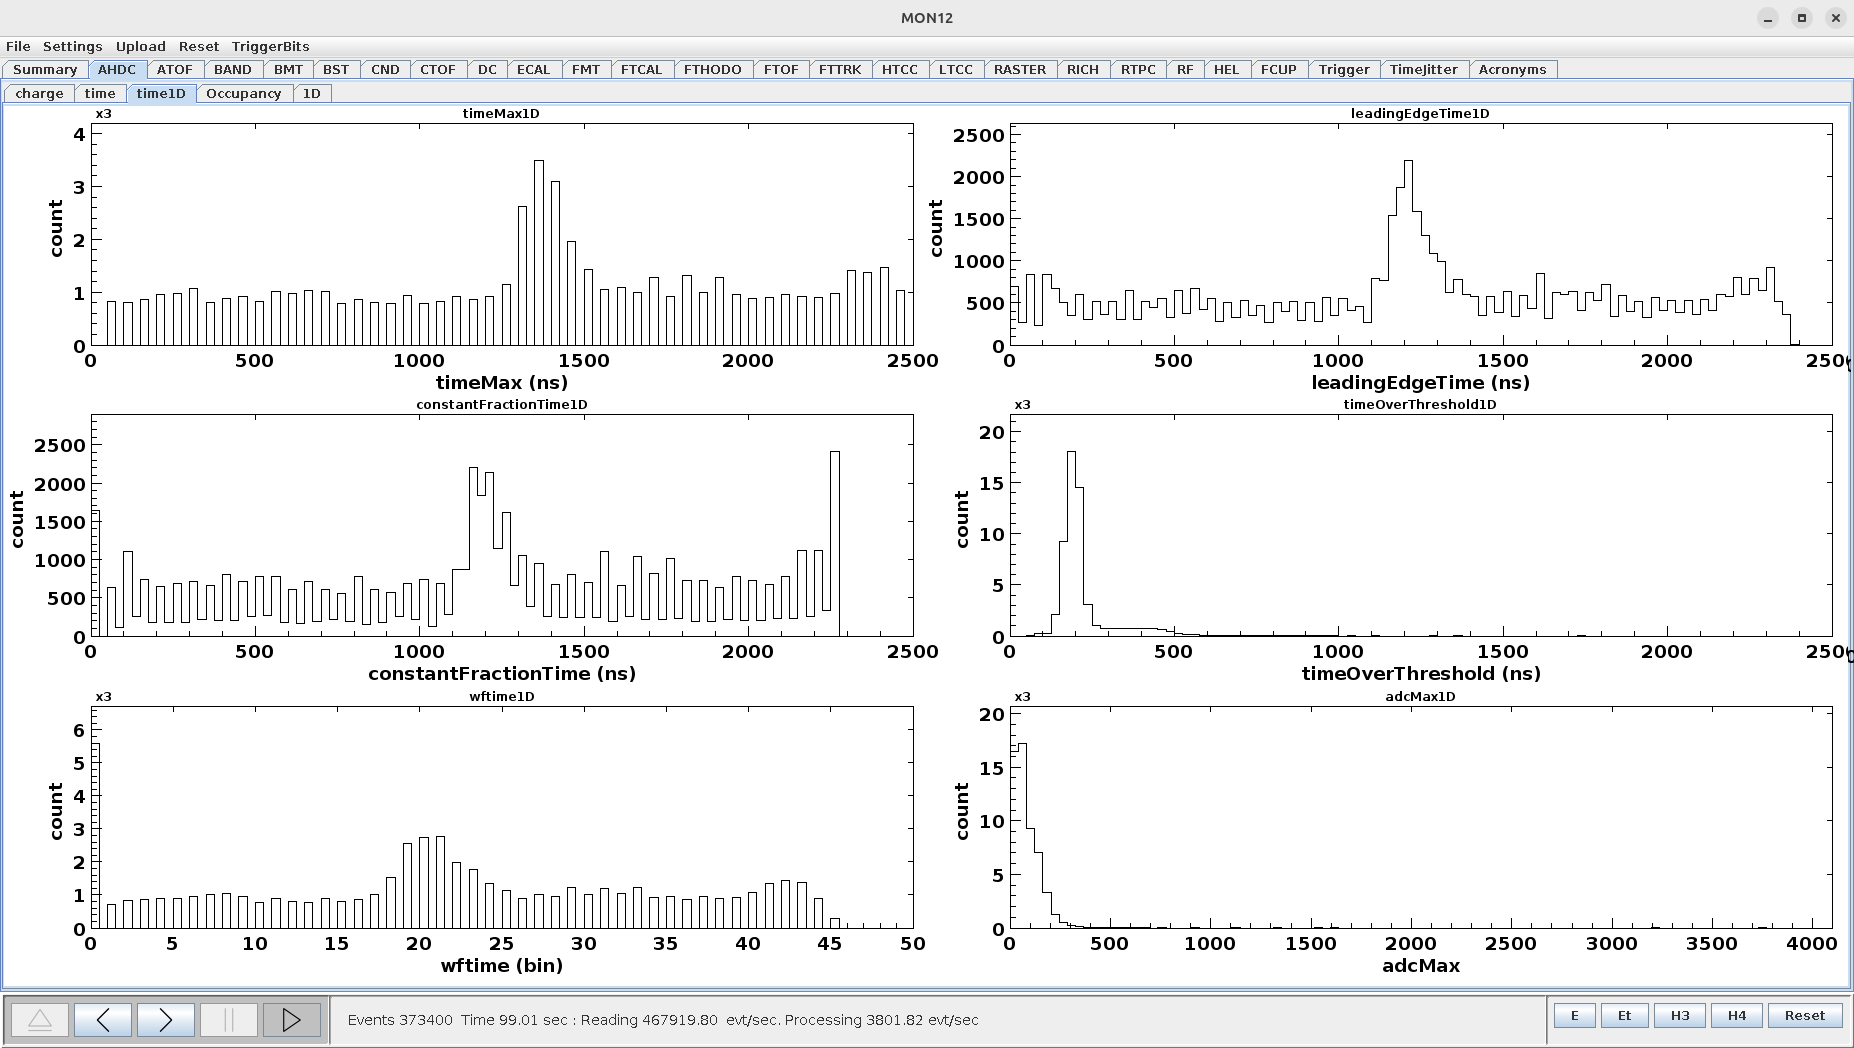 MON12
File Settings Upload Reset TriggerBits
Summary AHDC ATOF BAND BMT BST CND CTOF DC ECAL FMT FTCAL FTHODO FTOF FTTRK HTCC LTCC RASTER RICH RTPC RF HEL FCUP Trigger TimeJitter Acronyms
charge time time1D Occupancy 1D
x3 timeMax1D
4
3
2
1
0
count
0 500 1000 1500 2000 2500
timeMax (ns)
leadingEdgeTime1D
2500
2000
1500
1000
500
0
count
0 500 1000 1500 2000 2500
leadingEdgeTime (ns)
constantFractionTime1D
2500
2000
1500
1000
500
0
count
0 500 1000 1500 2000 2500
constantFractionTime (ns)
x3 timeOverThreshold1D
20
15
10
5
0
count
0 500 1000 1500 2000 2500
timeOverThreshold (ns)
x3 wftime1D
6
5
4
3
2
1
0
count
0 5 10 15 20 25 30 35 40 45 50
wftime (bin)
x3 adcMax1D
20
15
10
5
0
count
0 500 1000 1500 2000 2500 3000 3500 4000
adcMax
Events 373400 Time 99.01 sec : Reading 467919.80 evt/sec. Processing 3801.82 evt/sec
E Et H3 H4 Reset